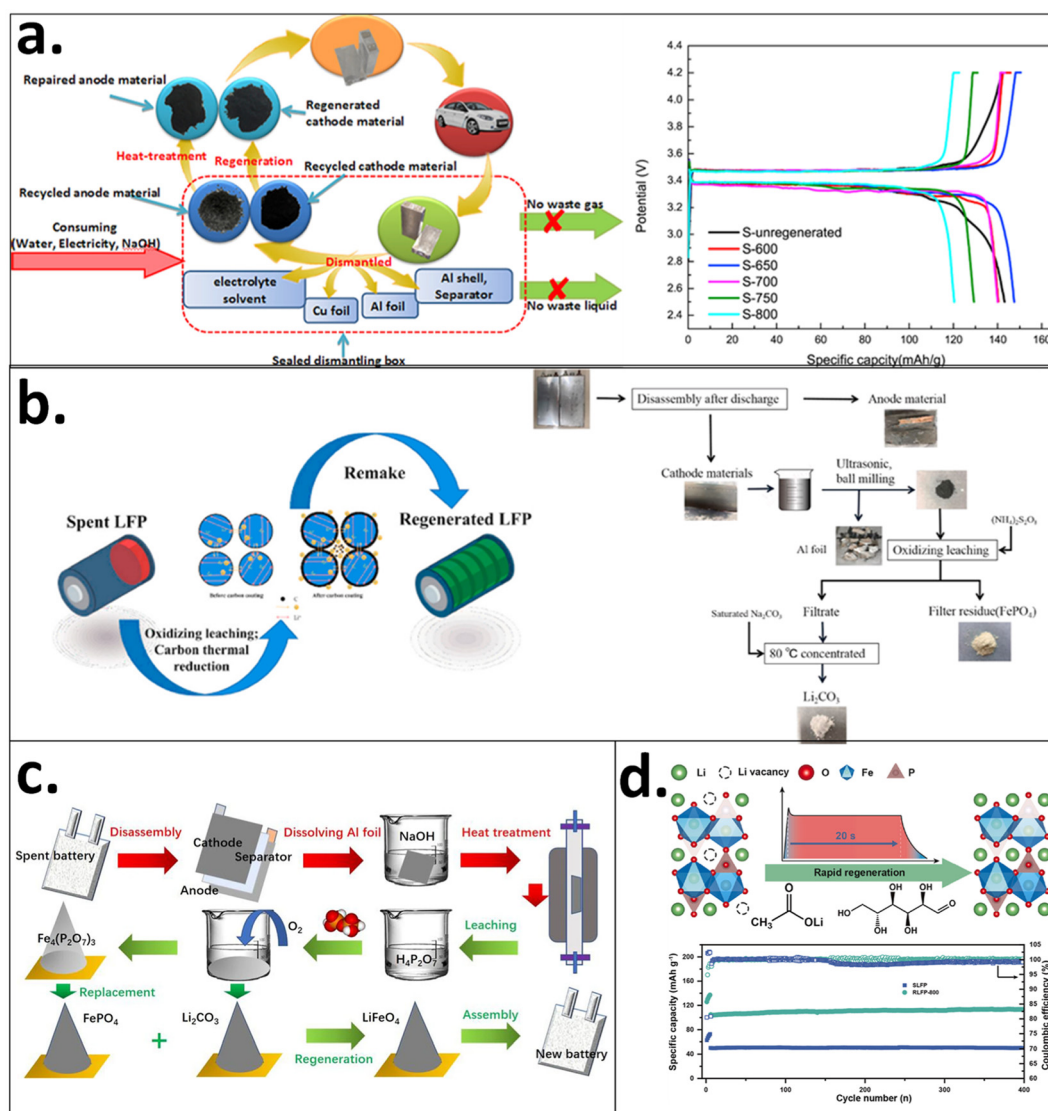 a.
Repaired anode material
Regenerated
cathode material
Heat-treatment
Regeneration
Recycled anode material
Recycled cathode material
Consuming
(Water, Electricity, NaOH)
No waste gas
Dismantled
electrolyte
solvent
Cu foil
Al foil
Al shell,
Separator
No waste liquid
Sealed dismantling box
Potential (V)
4.4
4.2
4.0
3.8
3.6
3.4
3.2
3.0
2.8
2.6
2.4
S-unregenerated
S-600
S-650
S-700
S-750
S-800
0 20 40 60 80 100 120 140 160
Specific capcity(mAh/g)
b.
Remake
Spent LFP
Regenerated LFP
Before carbon coating
After carbon coating
C
Li⁺
Oxidizing leaching;
Carbon thermal
reduction
Disassembly after discharge
Anode material
Cathode materials
Ultrasonic,
ball milling
Al foil
(NH₄)₂S₂O₈
Oxidizing leaching
Saturated Na₂CO₃
Filtrate
Filter residue(FePO₄)
80 ℃ concentrated
Li₂CO₃
c.
Spent battery
Disassembly
Cathode
Separator
Anode
Dissolving Al foil
NaOH
Heat treatment
Fe₄(P₂O₇)₃
O₂
H₄P₂O₇
Leaching
Replacement
FePO₄
+
Li₂CO₃
Regeneration
LiFeO₄
Assembly
New battery
d.
Li
Li vacancy
O
Fe
P
20 s
Rapid regeneration
CH₃
O
OLi
HO
OH
OH
OH
OH
O
Specific capacity (mAh g⁻¹)
200
160
120
80
40
0
SLFP
RLFP-800
Coulombic efficiency (%)
105
100
95
90
85
80
75
70
65
60
0 100 200 300 400
Cycle number (n)